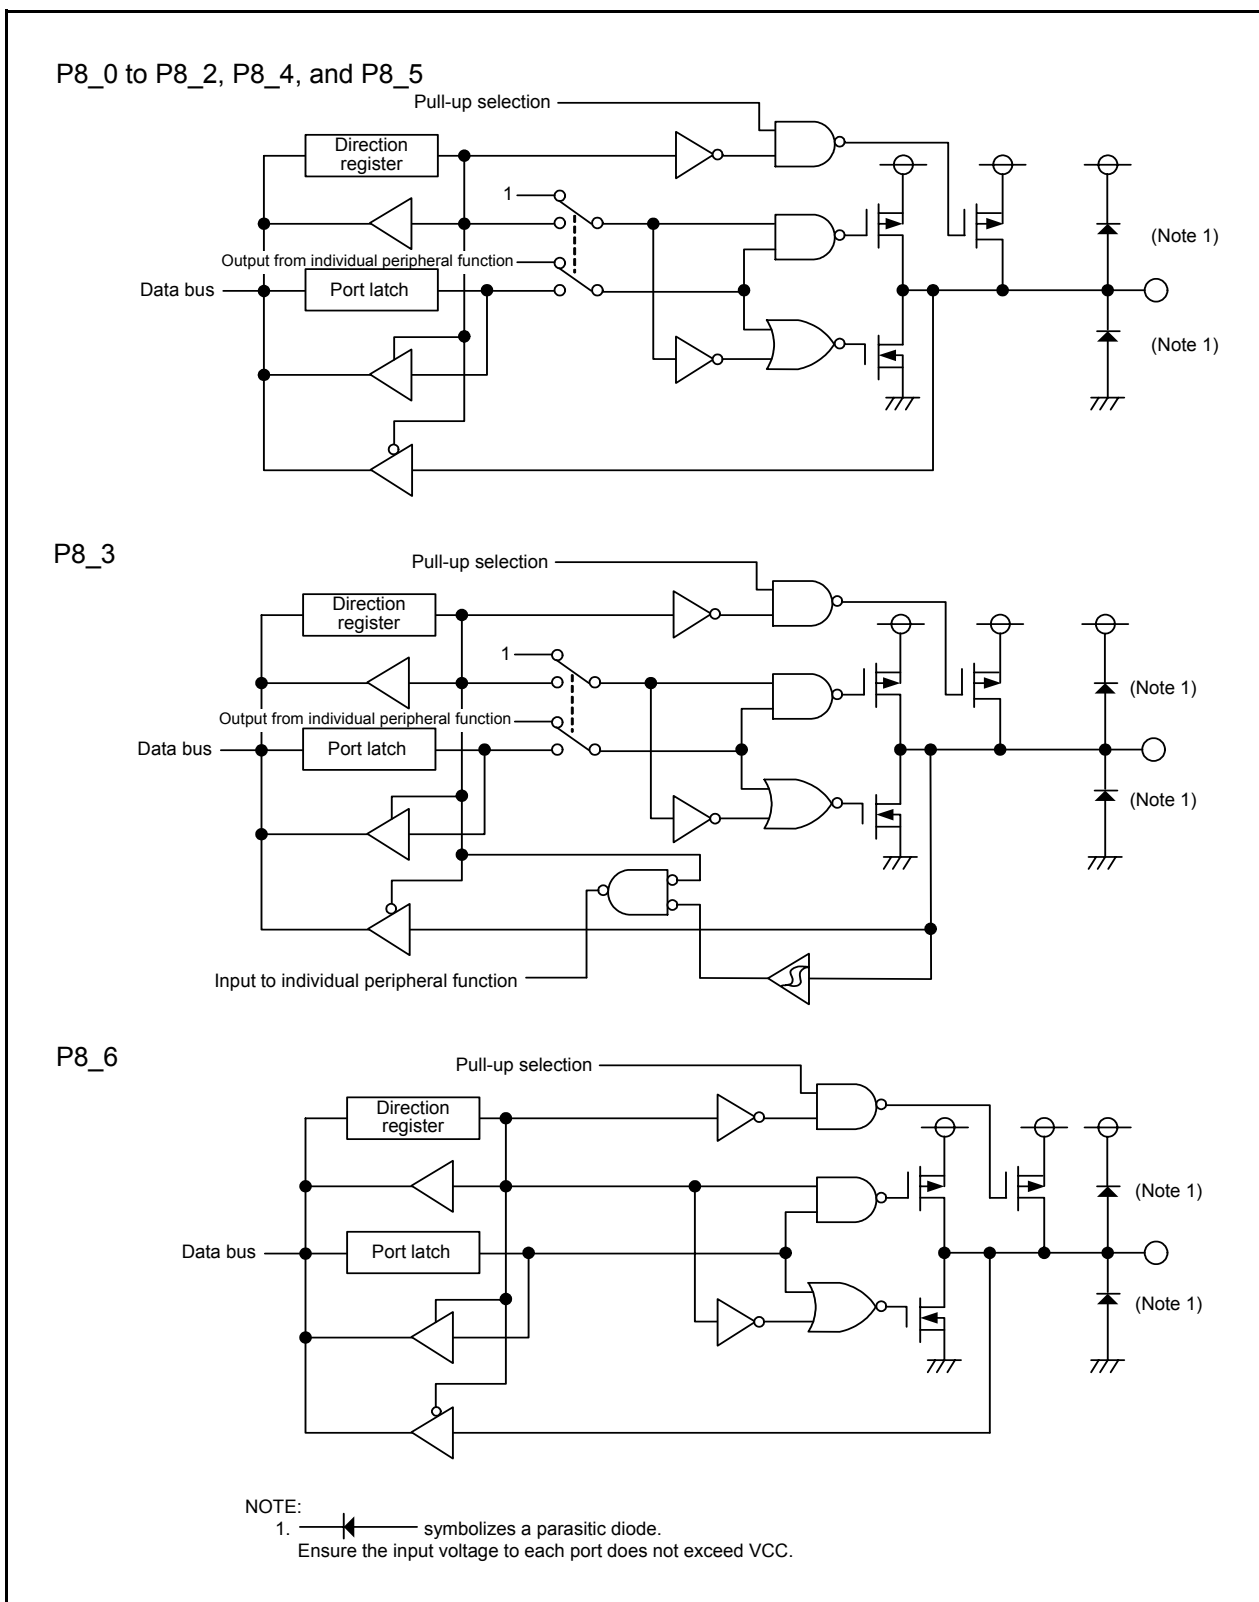 P8_0 to P8_2, P8_4, and P8_5
Pull-up selection
Direction
register
1
(Note 1)
Output from individual peripheral function
Data bus
Port latch
(Note 1)
P8_3
Pull-up selection
Direction
register
1
(Note 1)
Output from individual peripheral function
Data bus
Port latch
(Note 1)
Input to individual peripheral function
P8_6
Pull-up selection
Direction
register
(Note 1)
Data bus
Port latch
(Note 1)
NOTE:
1. symbolizes a parasitic diode.
Ensure the input voltage to each port does not exceed VCC.